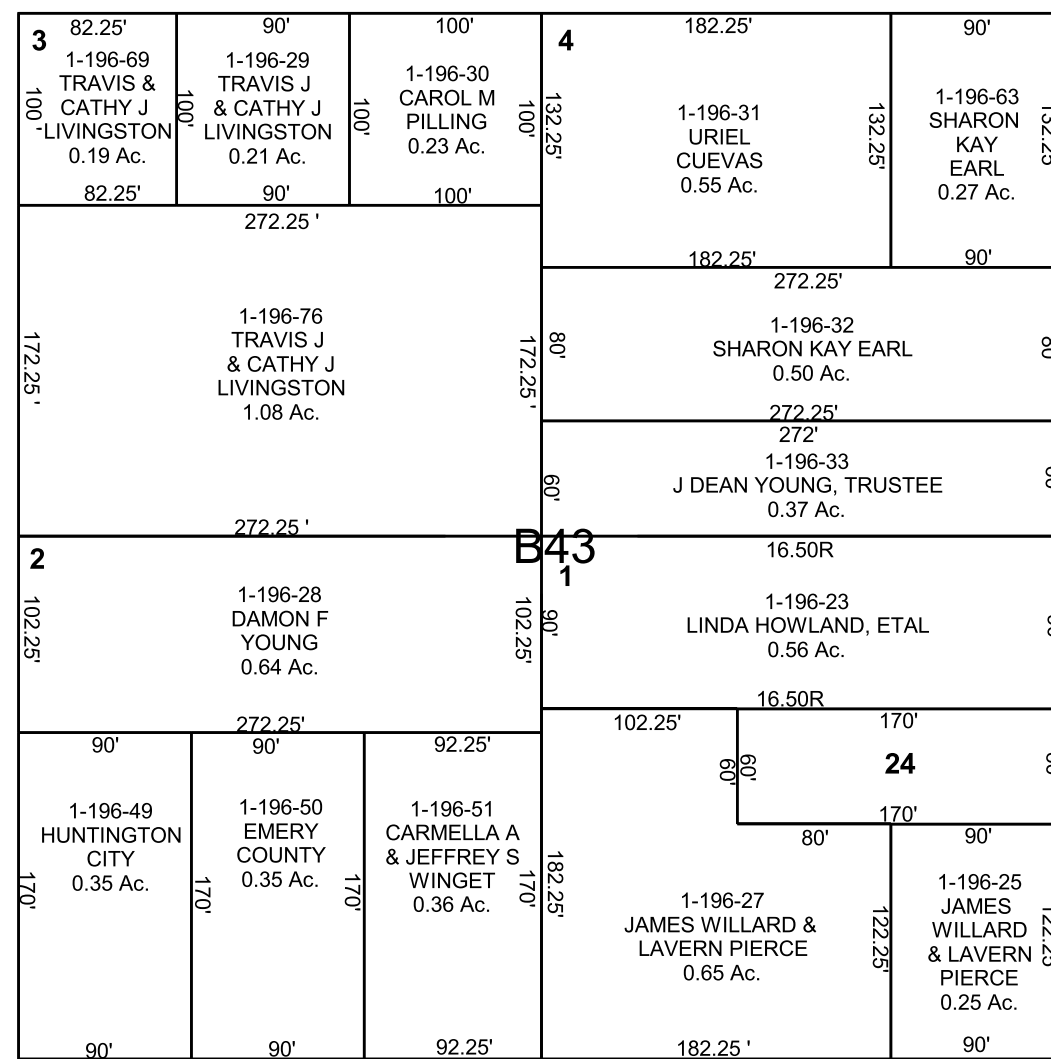 82.25'
90'
100'
182.25'
90'
3
1-196-69
TRAVIS &
CATHY J
LIVINGSTON
0.19 Ac.
100 '
82.25'
1-196-29
TRAVIS J
& CATHY J
LIVINGSTON
0.21 Ac.
100'
100'
90'
1-196-30
CAROL M
PILLING
0.23 Ac.
100'
100'
4
132.25'
1-196-31
URIEL
CUEVAS
0.55 Ac.
132.25'
182.25'
1-196-63
SHARON
KAY
EARL
0.27 Ac.
132.25'
90'
272.25 '
172.25 '
1-196-76
TRAVIS J
& CATHY J
LIVINGSTON
1.08 Ac.
172.25 '
272.25 '
272.25'
80'
1-196-32
SHARON KAY EARL
0.50 Ac.
80'
272.25'
272'
60'
1-196-33
J DEAN YOUNG, TRUSTEE
0.37 Ac.
B43
2
102.25'
1-196-28
DAMON F
YOUNG
0.64 Ac.
102.25'
272.25'
1
16.50R
90'
1-196-23
LINDA HOWLAND, ETAL
0.56 Ac.
16.50R
90'
170'
1-196-49
HUNTINGTON
CITY
0.35 Ac.
90'
90'
170'
1-196-50
EMERY
COUNTY
0.35 Ac.
170'
90'
92.25'
1-196-51
CARMELLA A
& JEFFREY S
WINGET
0.36 Ac.
170'
92.25'
102.25'
60'
60'
170'
24
170'
80'
182.25'
1-196-27
JAMES WILLARD &
LAVERN PIERCE
0.65 Ac.
122.25'
182.25 '
90'
1-196-25
JAMES
WILLARD
& LAVERN
PIERCE
0.25 Ac.
122.25
90'